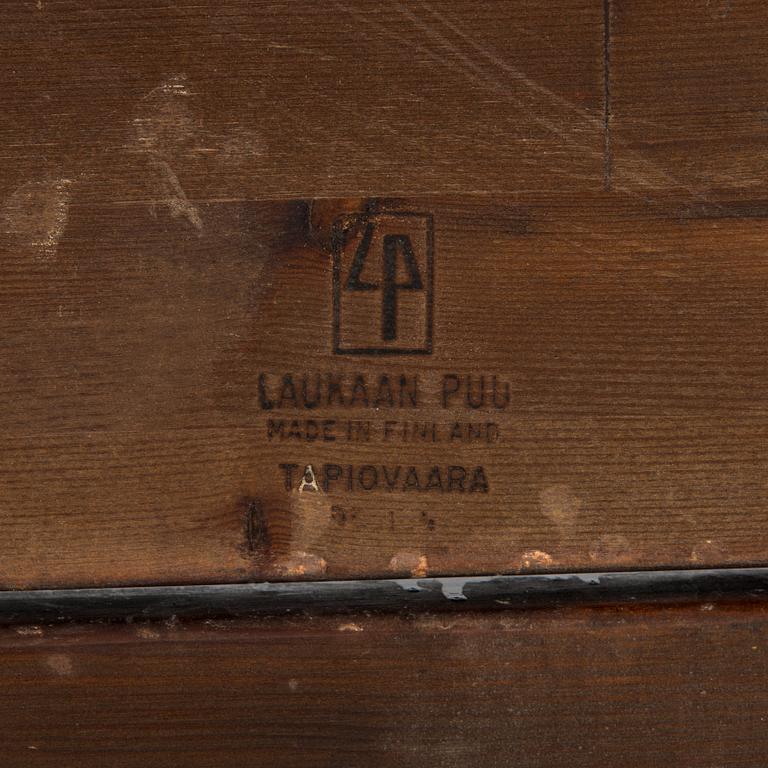 LP
LAUKAAN PUU
MADE IN FINLAND
TAPIOVAARA